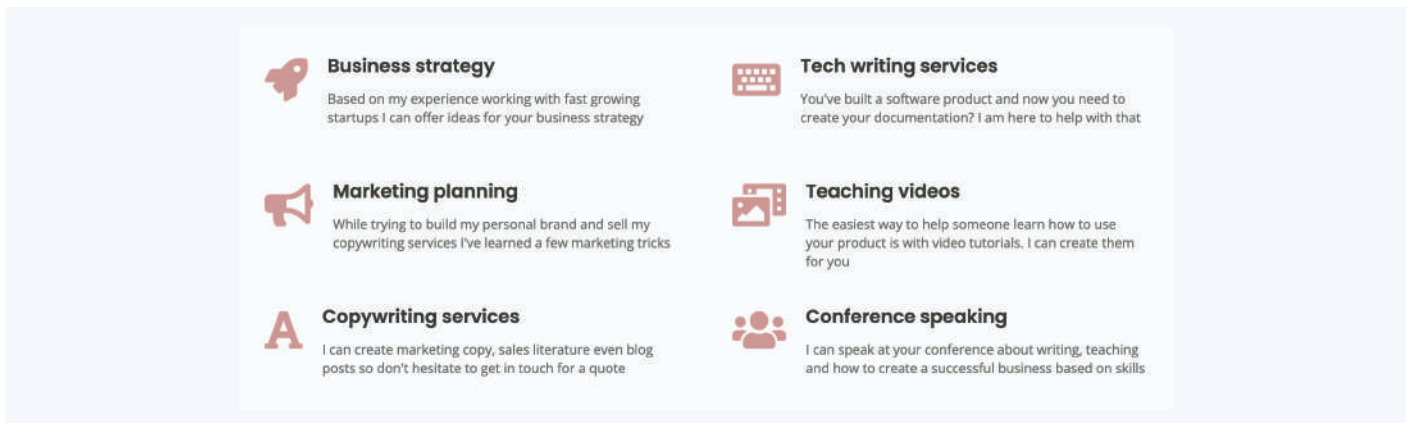 Business strategy
Based on my experience working with fast growing
startups I can offer ideas for your business strategy
Tech writing services
You've built a software product and now you need to
create your documentation? I am here to help with that
Marketing planning
While trying to build my personal brand and sell my
copywriting services I've learned a few marketing tricks
Teaching videos
The easiest way to help someone learn how to use
your product is with video tutorials. I can create them
for you
A
Copywriting services
I can create marketing copy, sales literature even blog
posts so don't hesitate to get in touch for a quote
Conference speaking
I can speak at your conference about writing, teaching
and how to create a successful business based on skills